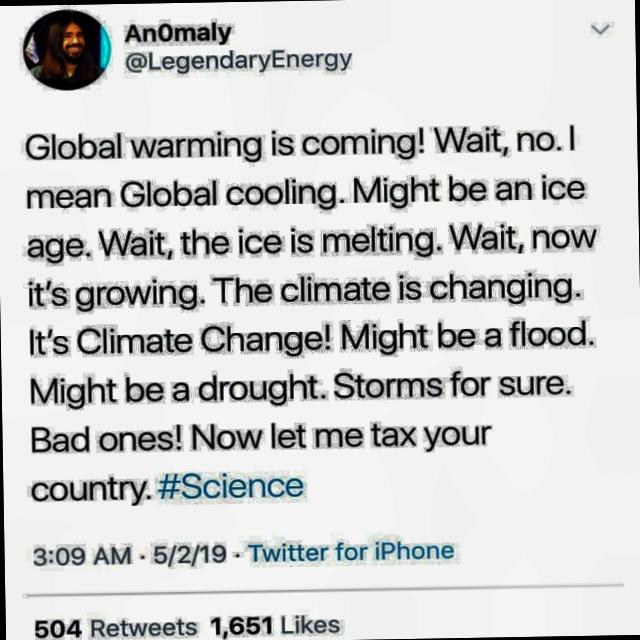 An0maly
@LegendaryEnergy
Global warming is coming! Wait, no. I
mean Global cooling. Might be an ice
age. Wait, the ice is melting. Wait, now
it's growing. The climate is changing.
It's Climate Change! Might be a flood.
Might be a drought. Storms for sure.
Bad ones! Now let me tax your
country. #Science
3:09 AM · 5/2/19 · Twitter for iPhone
504 Retweets 1,651 Likes